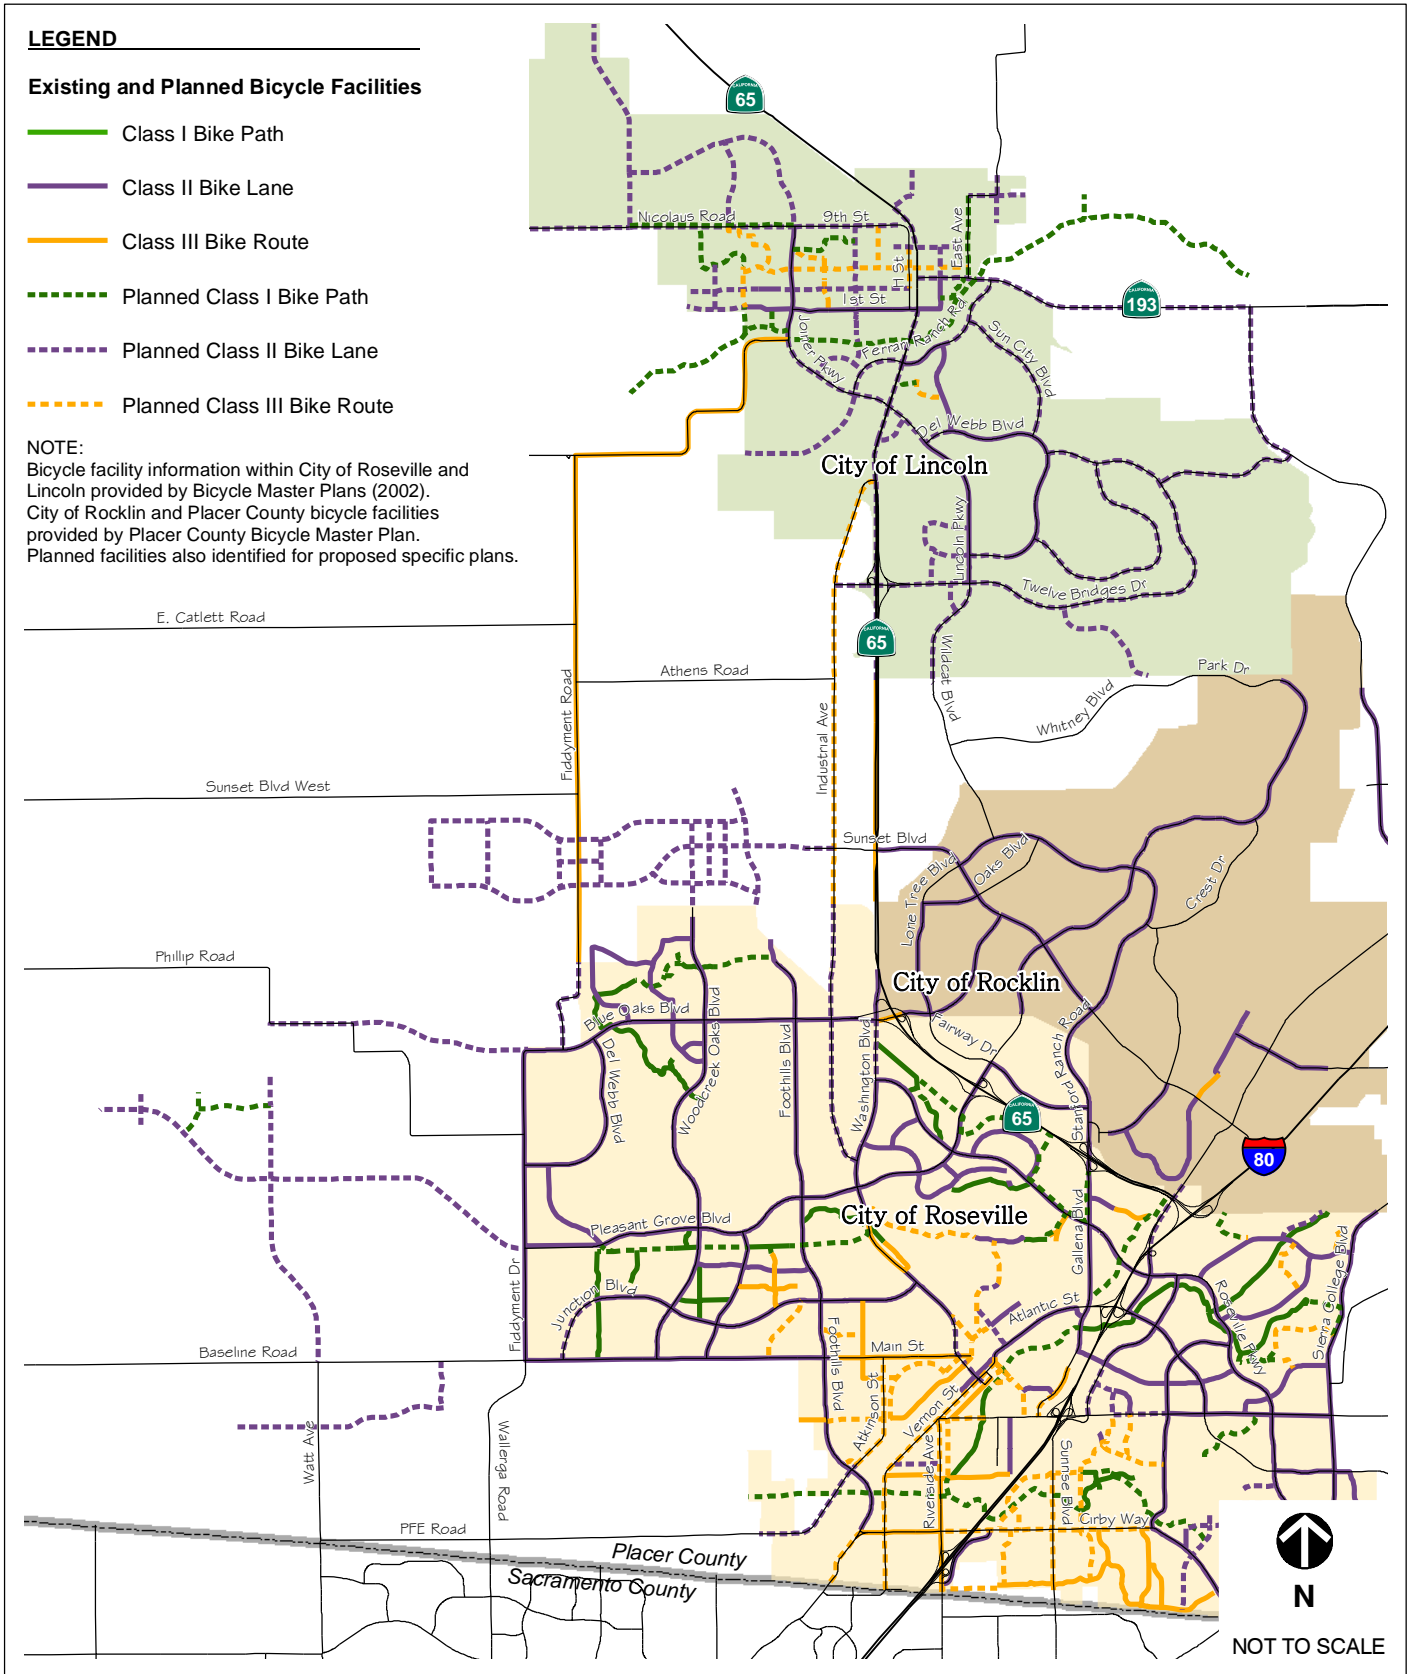 LEGEND
Existing and Planned Bicycle Facilities
Class I Bike Path
Class II Bike Lane
Class III Bike Route
Planned Class I Bike Path
Planned Class II Bike Lane
Planned Class III Bike Route
NOTE:
Bicycle facility information within City of Roseville and
Lincoln provided by Bicycle Master Plans (2002).
City of Rocklin and Placer County bicycle facilities
provided by Placer County Bicycle Master Plan.
Planned facilities also identified for proposed specific plans.
CALIFORNIA
65
Nicolaus Road
9th St
East Ave
H St
1st St
CALIFORNIA
193
Joiner Pkwy
Ferrari Ranch Rd
Sun City Blvd
Del Webb Blvd
City of Lincoln
Lincoln Pkwy
Twelve Bridges Dr
E. Catlett Road
CALIFORNIA
65
Wildcat Blvd
Park Dr
Athens Road
Whitney Blvd
Fiddyment Road
Industrial Ave
Sunset Blvd West
Sunset Blvd
Lone Tree Blvd
Oaks Blvd
Crest Dr
Phillip Road
City of Rocklin
Blue Oaks Blvd
Woodcreek Oaks Blvd
Foothills Blvd
Washington Blvd
Fairway Dr
Stanford Ranch Road
Del Webb Blvd
CALIFORNIA
65
80
Pleasant Grove Blvd
City of Roseville
Galleria Blvd
Fiddyment Dr
Junction Blvd
Atlantic St
Roseville Pkwy
Sierra College Blvd
Baseline Road
Main St
Foothills Blvd
Atkinson St
Vernon St
Watt Ave
Wallerga Road
Riverside Ave
Sunrise Blvd
Cirby Way
PFE Road
Placer County
Sacramento County
N
NOT TO SCALE